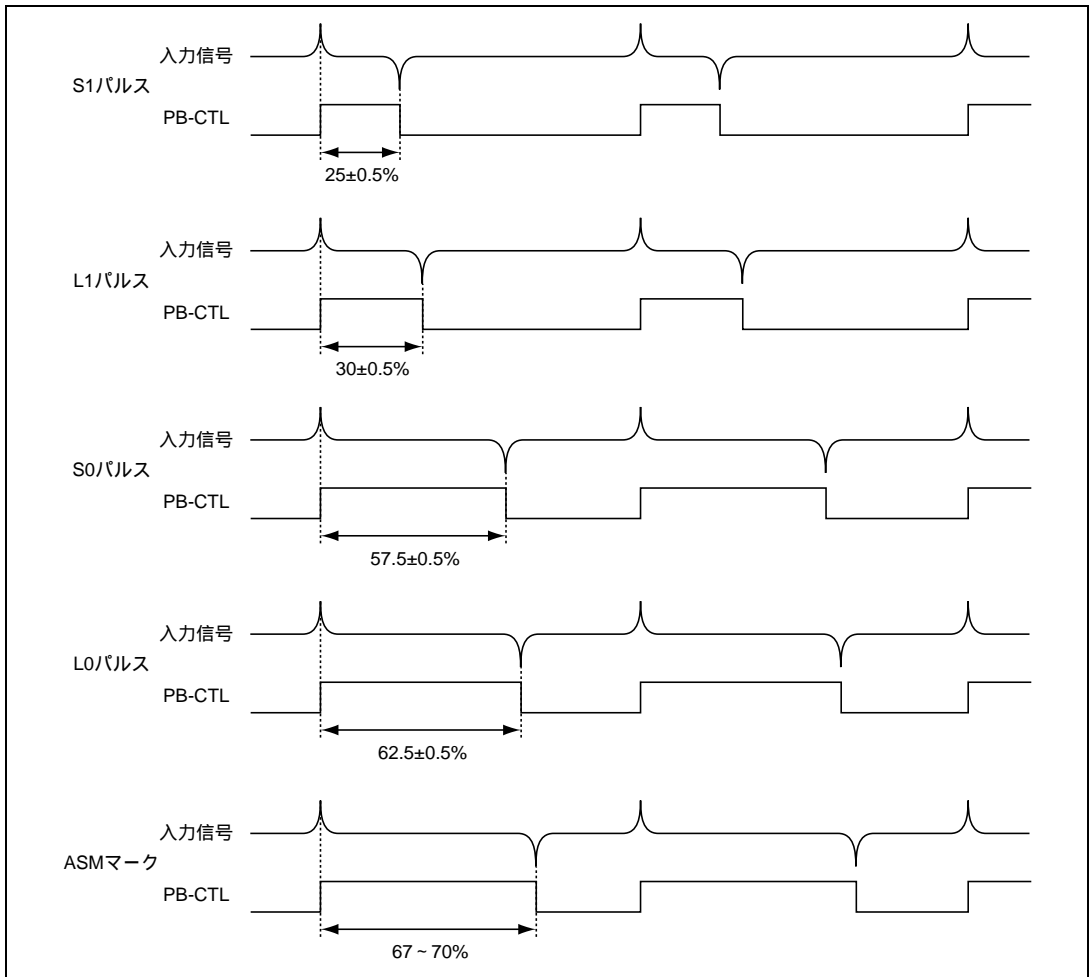 入力信号
S1パルス
PB-CTL
25±0.5%
入力信号
L1パルス
PB-CTL
30±0.5%
入力信号
S0パルス
PB-CTL
57.5±0.5%
入力信号
L0パルス
PB-CTL
62.5±0.5%
入力信号
ASMマーク
PB-CTL
67 ~ 70%